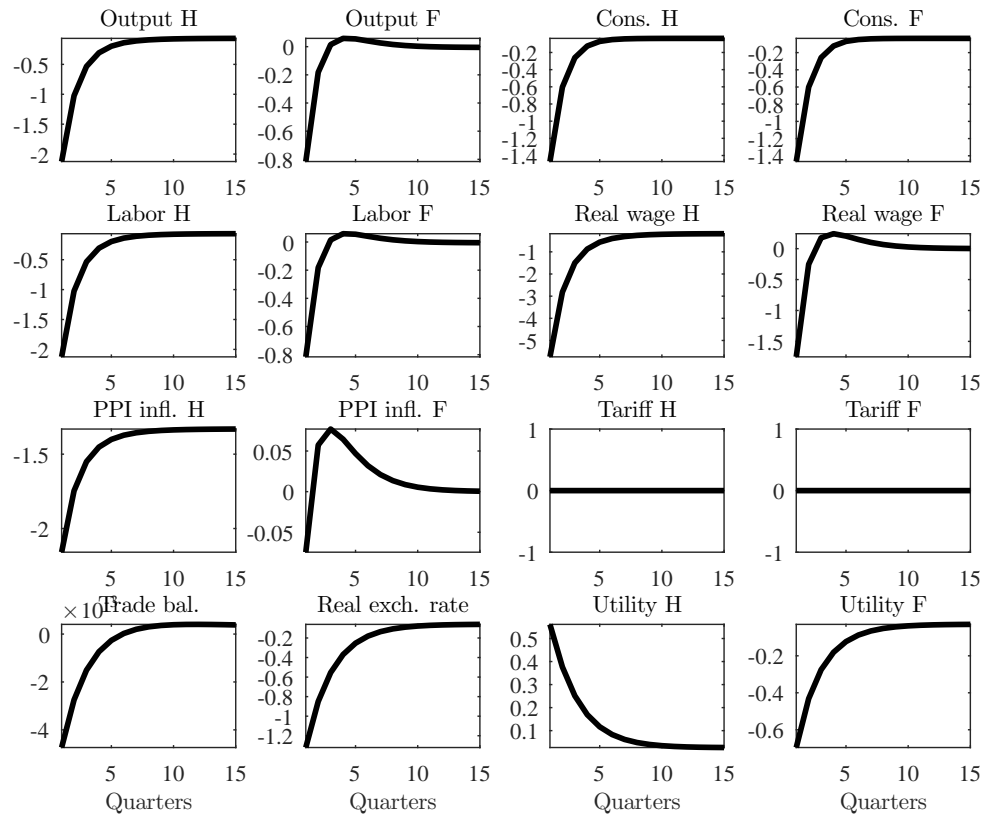 Output H
-0.5
-1
-1.5
-2
5 10 15
Output F
0
-0.2
-0.4
-0.6
-0.8
5 10 15
Cons. H
-0.2
-0.4
-0.6
-0.8
-1
-1.2
-1.4
5 10 15
Cons. F
-0.2
-0.4
-0.6
-0.8
-1
-1.2
-1.4
5 10 15
Labor H
-0.5
-1
-1.5
-2
5 10 15
Labor F
0
-0.2
-0.4
-0.6
-0.8
5 10 15
Real wage H
-1
-2
-3
-4
-5
5 10 15
Real wage F
0
-0.5
-1
-1.5
5 10 15
PPI infl. H
-1.5
-2
5 10 15
PPI infl. F
0.05
0
-0.05
5 10 15
Tariff H
1
0
-1
5 10 15
Tariff F
1
0
-1
5 10 15
×10
Trade bal.
0
-2
-4
5 10 15
Quarters
Real exch. rate
-0.2
-0.4
-0.6
-0.8
-1
-1.2
5 10 15
Quarters
Utility H
0.5
0.4
0.3
0.2
0.1
5 10 15
Quarters
Utility F
-0.2
-0.4
-0.6
5 10 15
Quarters